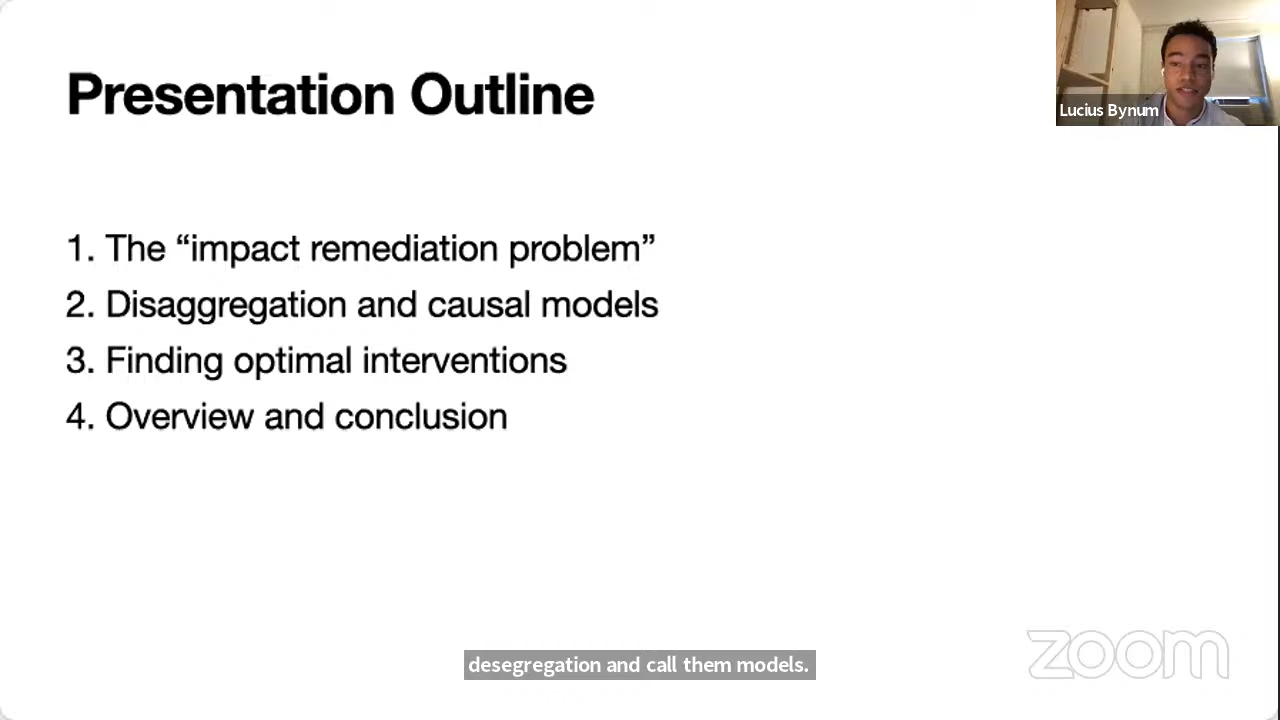 Presentation Outline
Lucius Bynum
1. The “impact remediation problem”
2. Disaggregation and causal models
3. Finding optimal interventions
4. Overview and conclusion
desegregation and call them models.
zoom